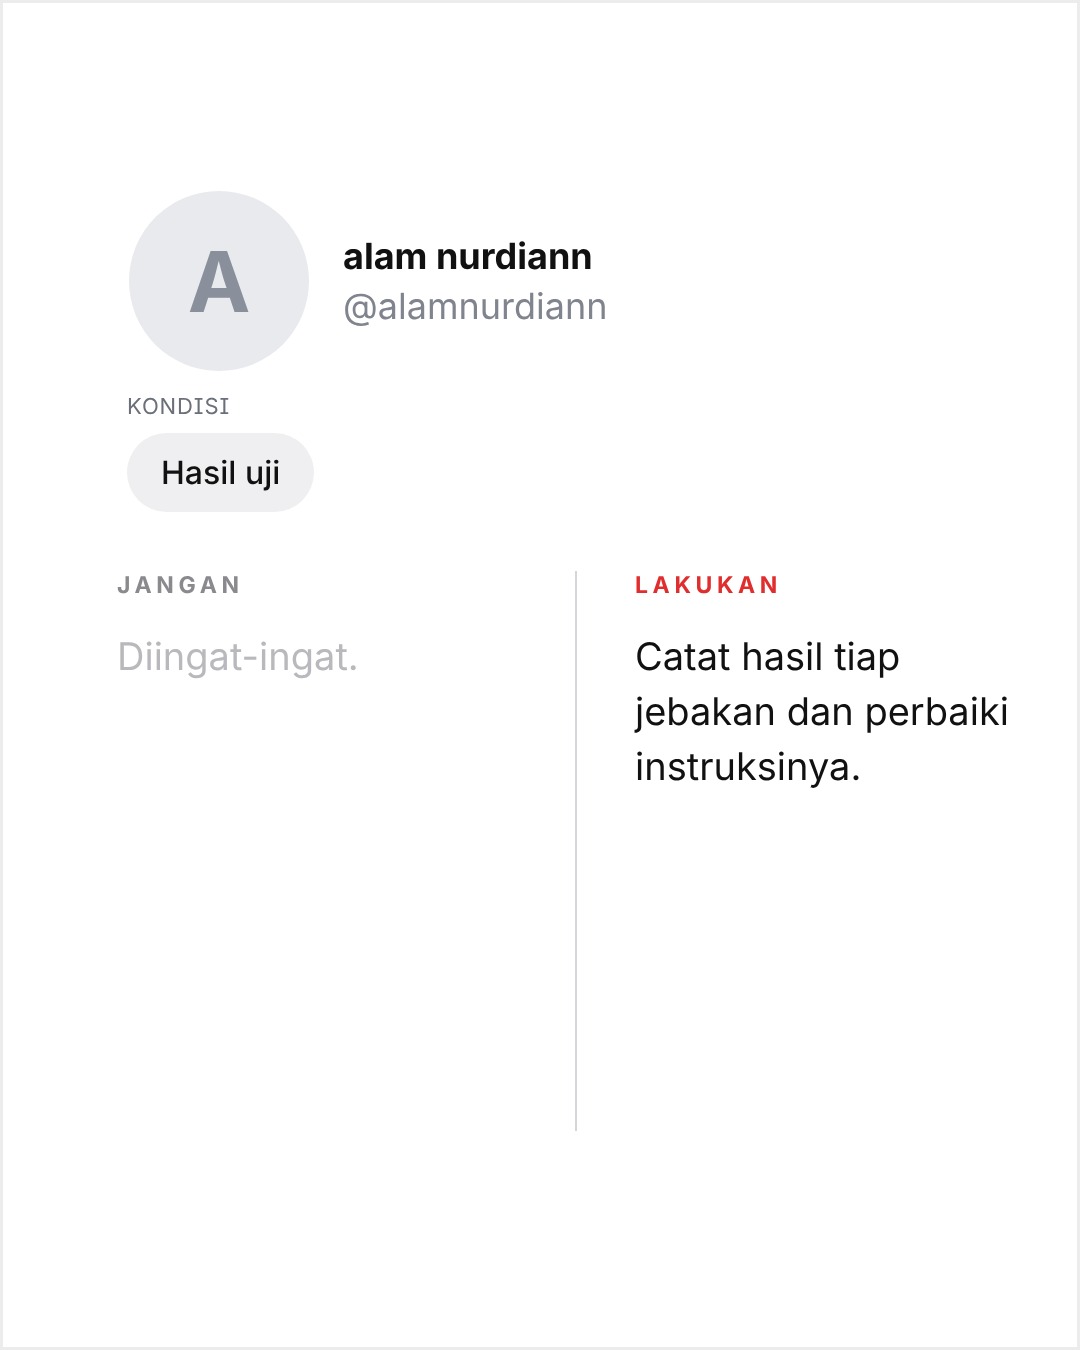 A
alam nurdiann
@alamnurdiann
KONDISI
Hasil uji
JANGAN
Diingat-ingat.
LAKUKAN
Catat hasil tiap
jebakan dan perbaiki
instruksinya.